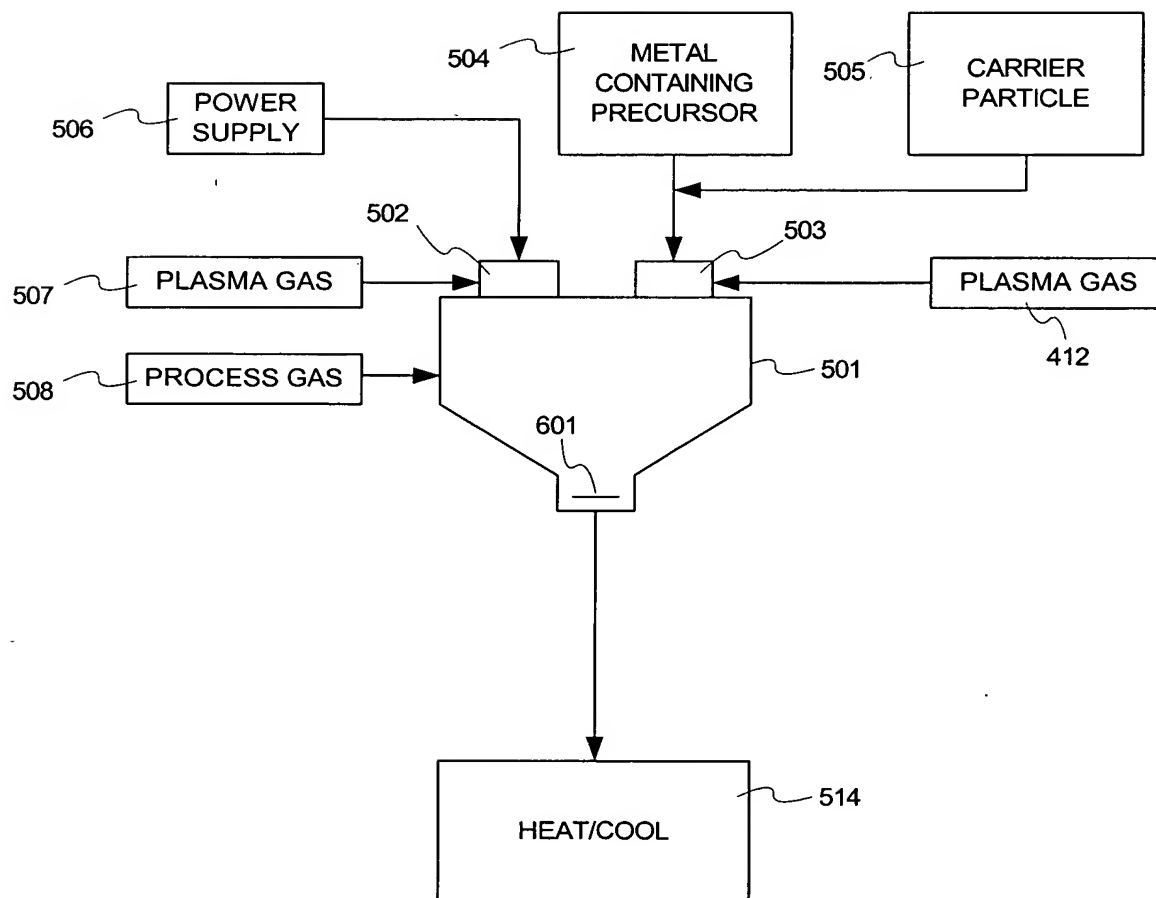 504
METAL
CONTAINING
PRECURSOR
505
CARRIER
PARTICLE
506
POWER
SUPPLY
502
503
507
PLASMA GAS
PLASMA GAS
412
508
PROCESS GAS
501
601
514
HEAT/COOL